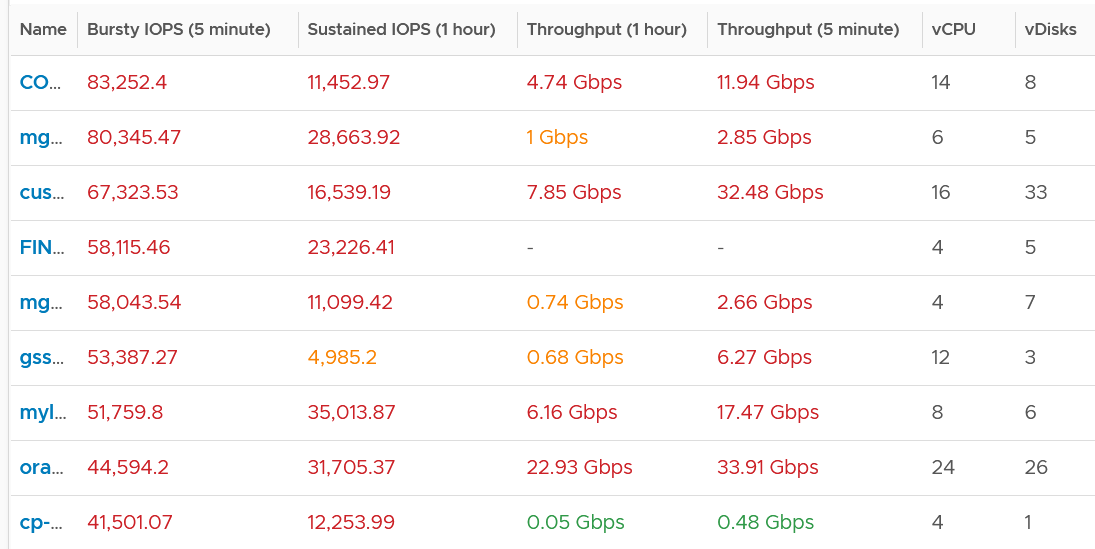 Name Bursty IOPS (5 minute) Sustained IOPS (1 hour) Throughput (1 hour) Throughput (5 minute) vCPU vDisks
CO... 83,252.4 11,452.97 4.74 Gbps 11.94 Gbps 14 8
mg... 80,345.47 28,663.92 1 Gbps 2.85 Gbps 6 5
cus... 67,323.53 16,539.19 7.85 Gbps 32.48 Gbps 16 33
FIN... 58,115.46 23,226.41 - - 4 5
mg... 58,043.54 11,099.42 0.74 Gbps 2.66 Gbps 4 7
gss... 53,387.27 4,985.2 0.68 Gbps 6.27 Gbps 12 3
myl... 51,759.8 35,013.87 6.16 Gbps 17.47 Gbps 8 6
ora... 44,594.2 31,705.37 22.93 Gbps 33.91 Gbps 24 26
cp-... 41,501.07 12,253.99 0.05 Gbps 0.48 Gbps 4 1